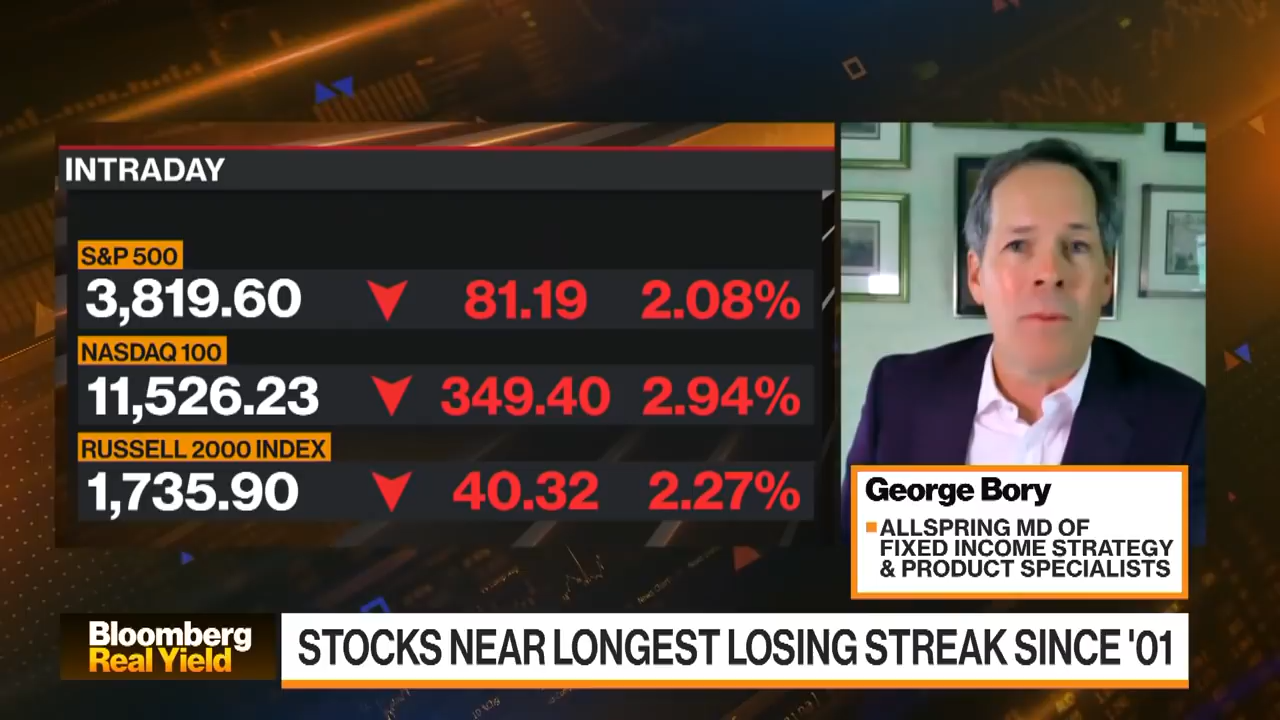 INTRADAY
S&P 500
3,819.60 81.19 2.08%
NASDAQ 100
11,526.23 349.40 2.94%
RUSSELL 2000 INDEX
1,735.90 40.32 2.27%
George Bory
ALLSPRING MD OF
FIXED INCOME STRATEGY
& PRODUCT SPECIALISTS
Bloomberg
Real Yield
STOCKS NEAR LONGEST LOSING STREAK SINCE '01